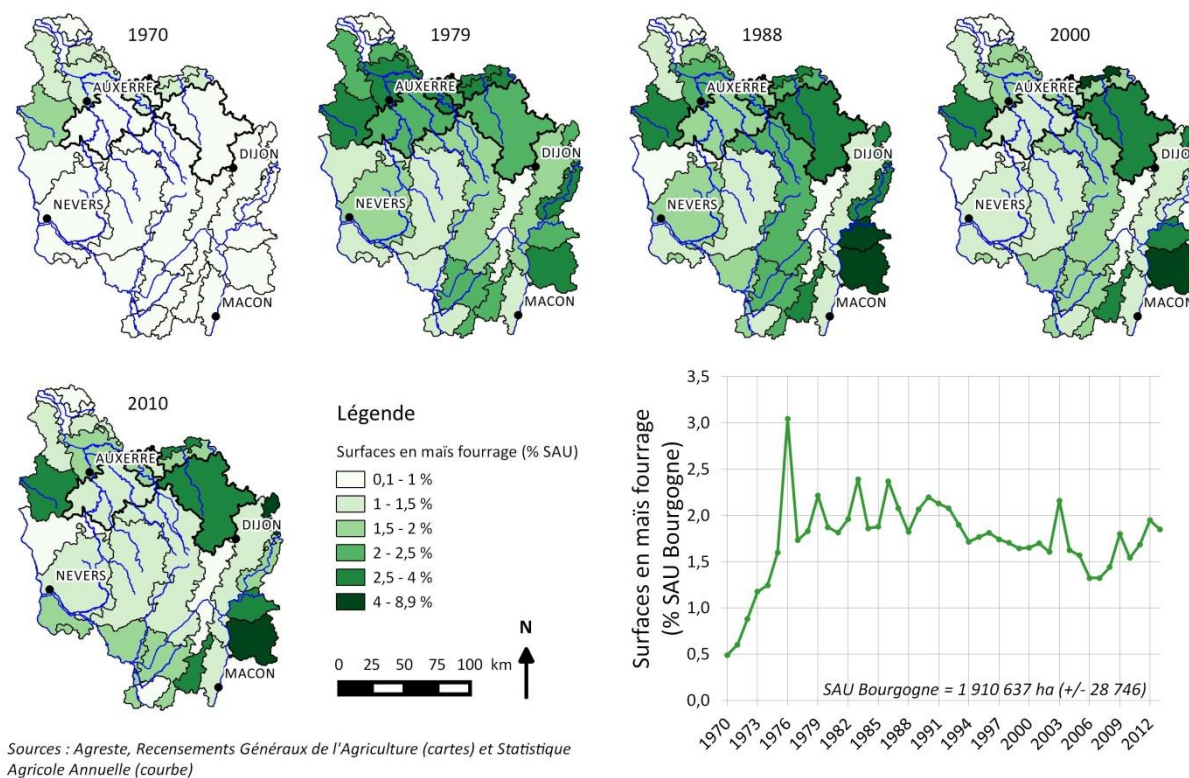 1970
AUXERRE
DIJON
NEVERS
MACON
1979
AUXERRE
DIJON
NEVERS
MACON
1988
AUXERRE
DIJON
NEVERS
MACON
2000
AUXERRE
DIJ
NEVERS
MACON
2010
AUXERRE
DIJON
NEVERS
MACON
Légende
Surfaces en maïs fourrage (% SAU)
0,1 - 1 %
1 - 1,5 %
1,5 - 2 %
2 - 2,5 %
2,5 - 4 %
4 - 8,9 %
N
0 25 50 75 100 km
Surfaces en maïs fourrage
(% SAU Bourgogne)
3,5
3,0
2,5
2,0
1,5
1,0
0,5
0,0
SAU Bourgogne = 1 910 637 ha (+/- 28 746)
1970 1973 1976 1979 1982 1985 1988 1991 1994 1997 2000 2003 2006 2009 2012
Sources : Agreste, Recensements Généraux de l'Agriculture (cartes) et Statistique
Agricole Annuelle (courbe)